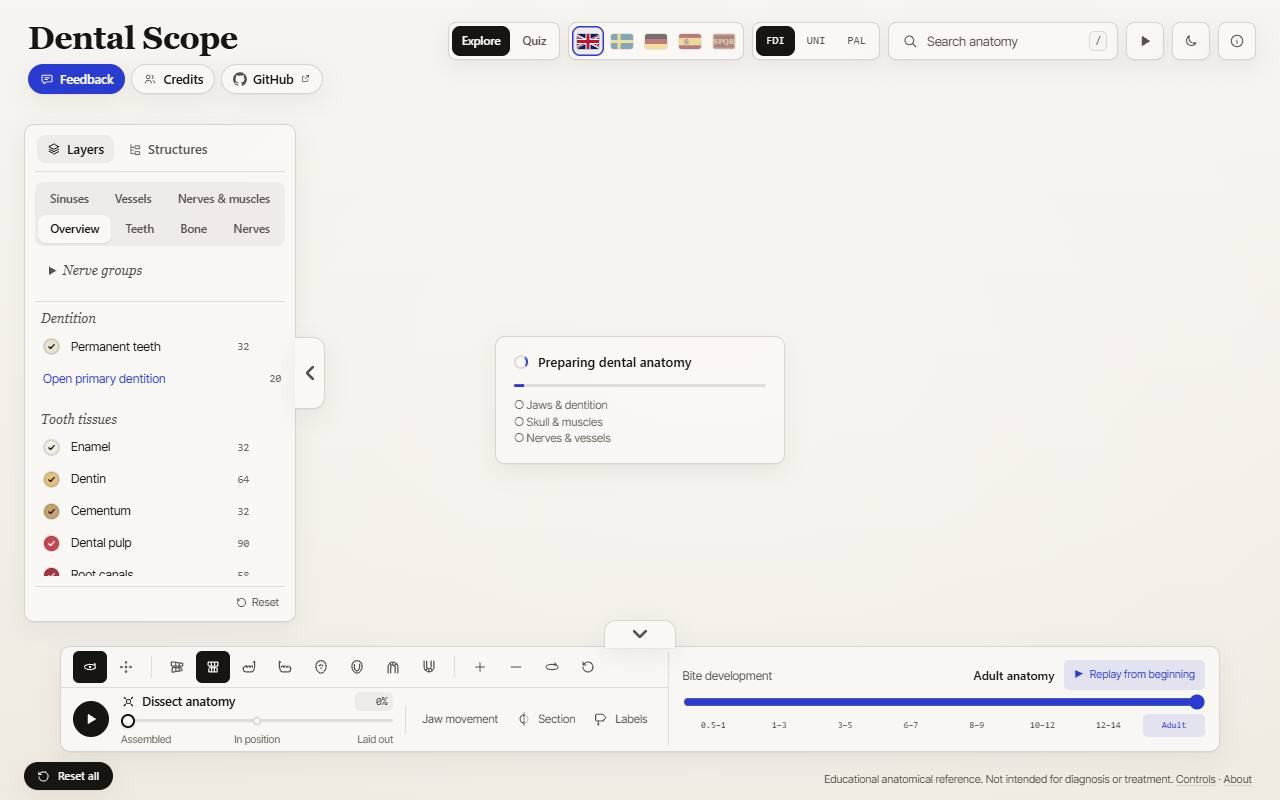 Dental Scope
Explore Quiz
SPQR
FDI UNI PAL
Search anatomy /
Feedback Credits GitHub
Layers Structures
Sinuses Vessels Nerves & muscles
Overview Teeth Bone Nerves
Nerve groups
Dentition
Permanent teeth 32
Open primary dentition 20
Tooth tissues
Enamel 32
Dentin 64
Cementum 32
Dental pulp 90
Root canals 58
Reset
Preparing dental anatomy
Jaws & dentition
Skull & muscles
Nerves & vessels
Dissect anatomy 0%
Assembled In position Laid out
Jaw movement Section Labels
Bite development Adult anatomy Replay from beginning
0.5–1 1–3 3–5 6–7 8–9 10–12 12–14 Adult
Reset all
Educational anatomical reference. Not intended for diagnosis or treatment. Controls · About